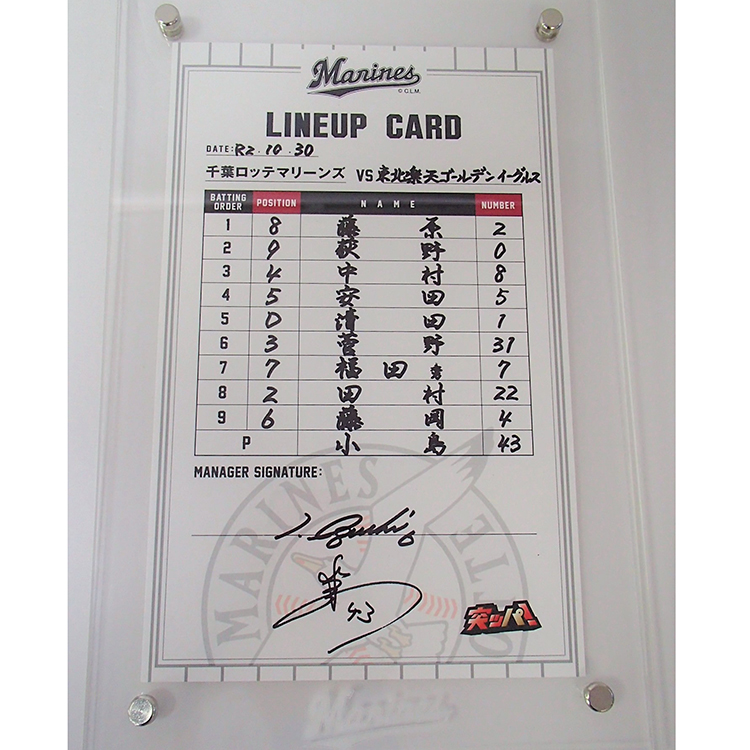 Marines
© C.L.M.
LINEUP CARD
DATE: R2.10.30
千葉ロッテマリーンズ VS 東北楽天ゴールデンイーグルス
BATTING ORDER POSITION NAME NUMBER
1 8 藤原 2
2 9 荻野 0
3 4 中村 8
4 5 安田 5
5 D 清田 1
6 3 菅野 31
7 7 福田秀 7
8 2 田村 22
9 6 藤岡 4
P 小島 43
MANAGER SIGNATURE:
43
MARINES
突ッパ!
Marines